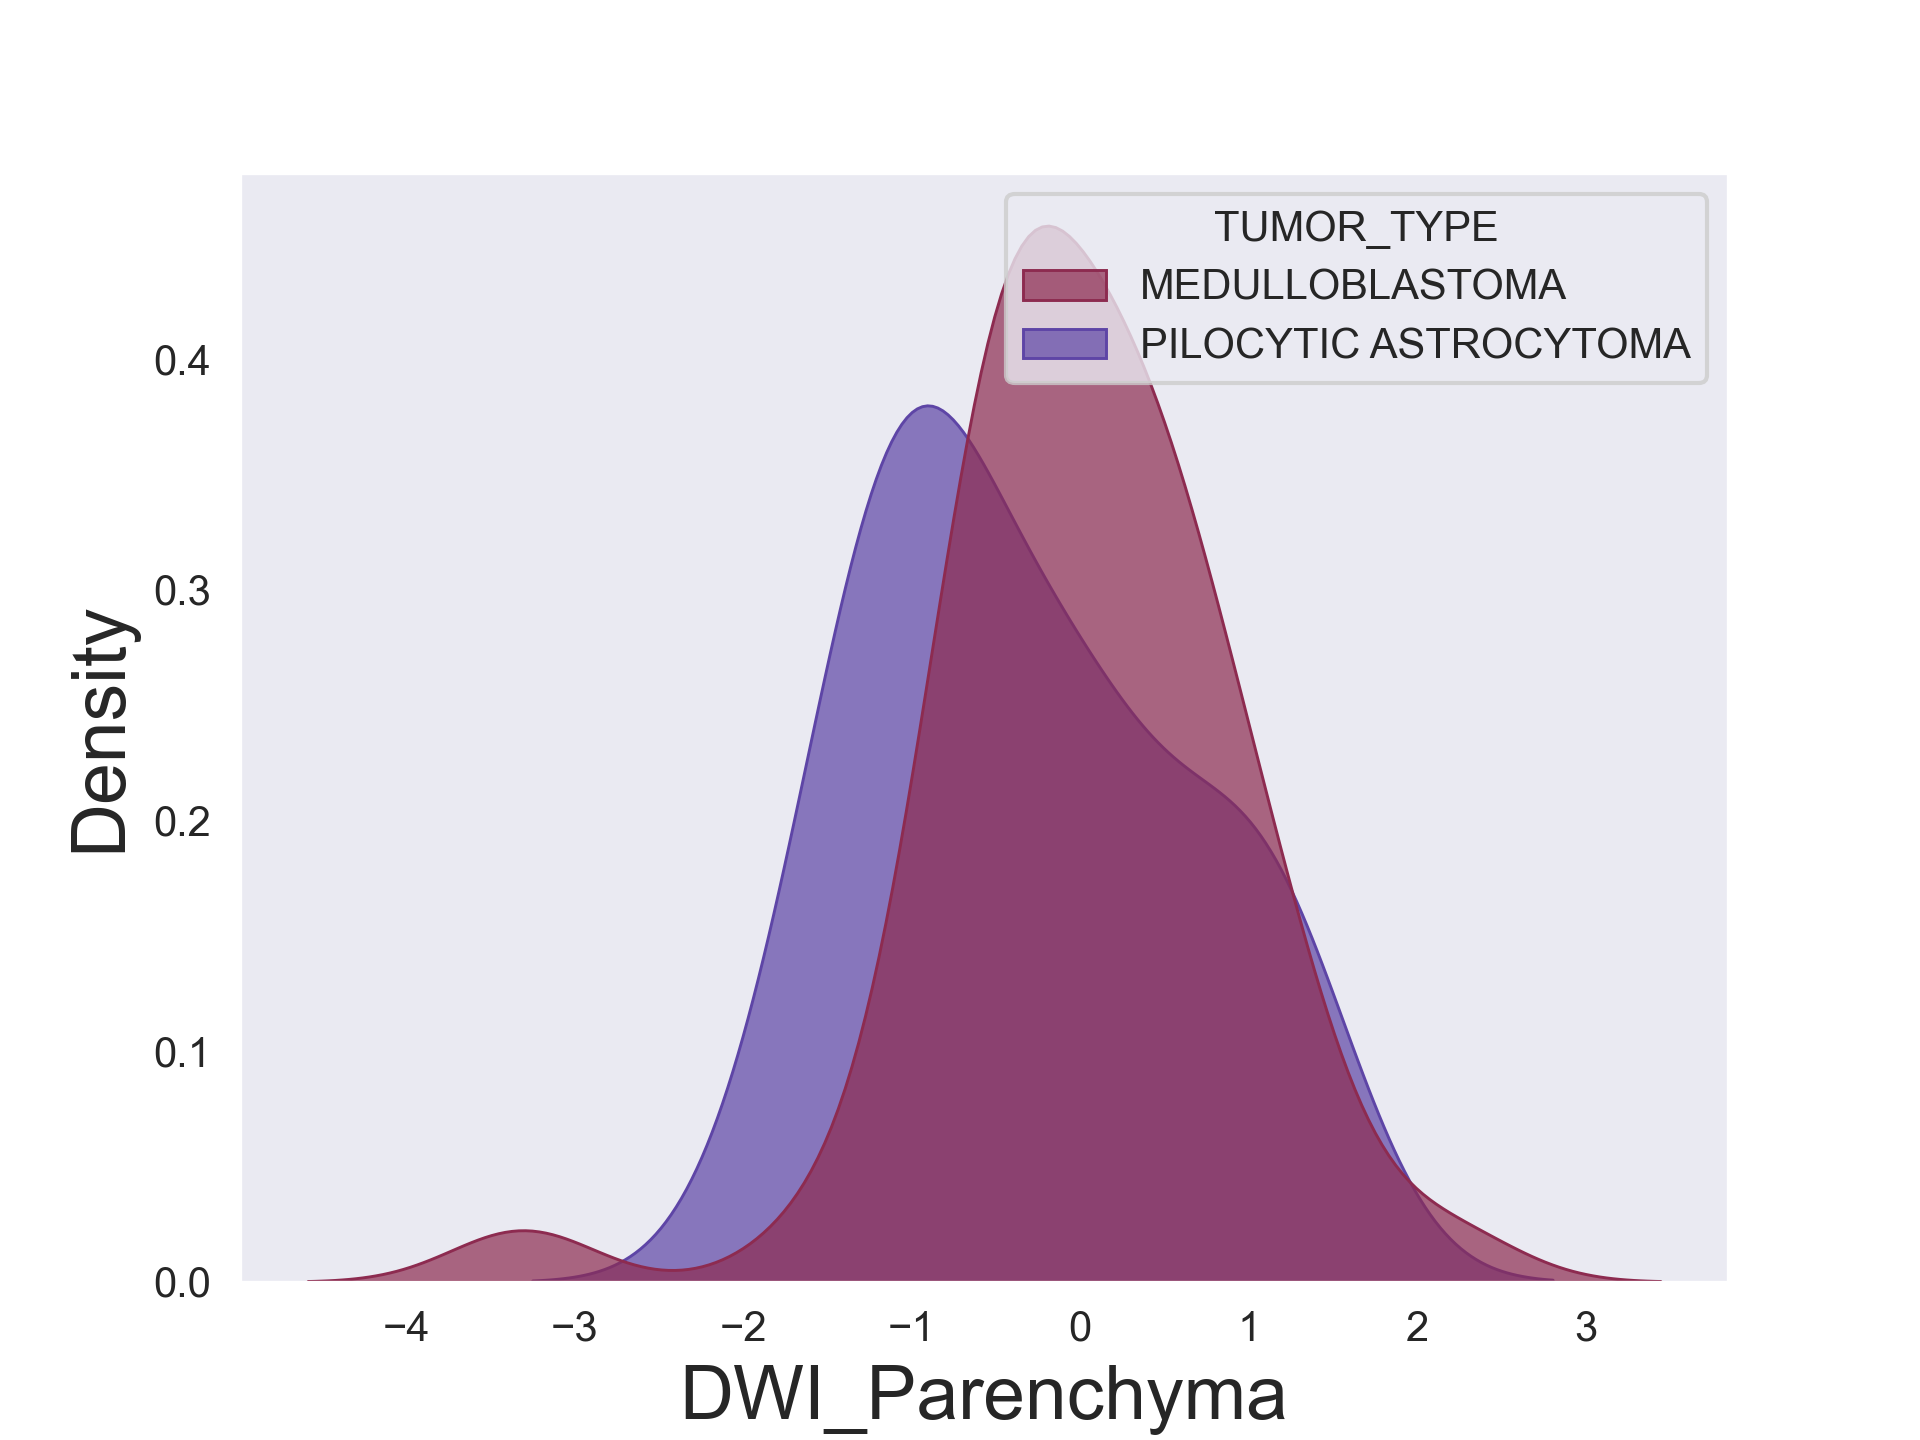 TUMOR_TYPE
MEDULLOBLASTOMA
PILOCYTIC ASTROCYTOMA
Density
0.4
0.3
0.2
0.1
0.0
−4 −3 −2 −1 0 1 2 3
DWI_Parenchyma